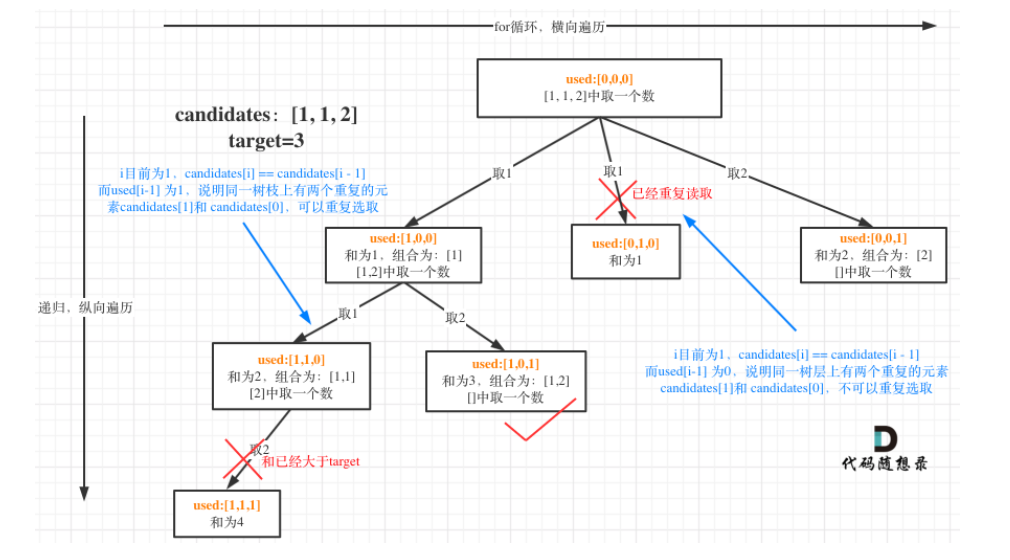 for循环，横向遍历
used:[0,0,0]
[1, 1, 2]中取一个数
candidates：[1, 1, 2]
target=3
i目前为1，candidates[i] == candidates[i - 1]
而used[i-1] 为1，说明同一树枝上有两个重复的元
素candidates[1]和 candidates[0]，可以重复选取
取1
取1
取2
已经重复读取
used:[1,0,0]
和为1，组合为：[1]
[1,2]中取一个数
used:[0,1,0]
和为1
used:[0,0,1]
和为2，组合为：[2]
[]中取一个数
递归，纵向遍历
取1
取2
used:[1,1,0]
和为2，组合为：[1,1]
[2]中取一个数
used:[1,0,1]
和为3，组合为：[1,2]
[]中取一个数
i目前为1，candidates[i] == candidates[i - 1]
而used[i-1] 为0，说明同一树层上有两个重复的元素
candidates[1]和 candidates[0]，不可以重复选取
取2
和已经大于target
used:[1,1,1]
和为4
代码随想录